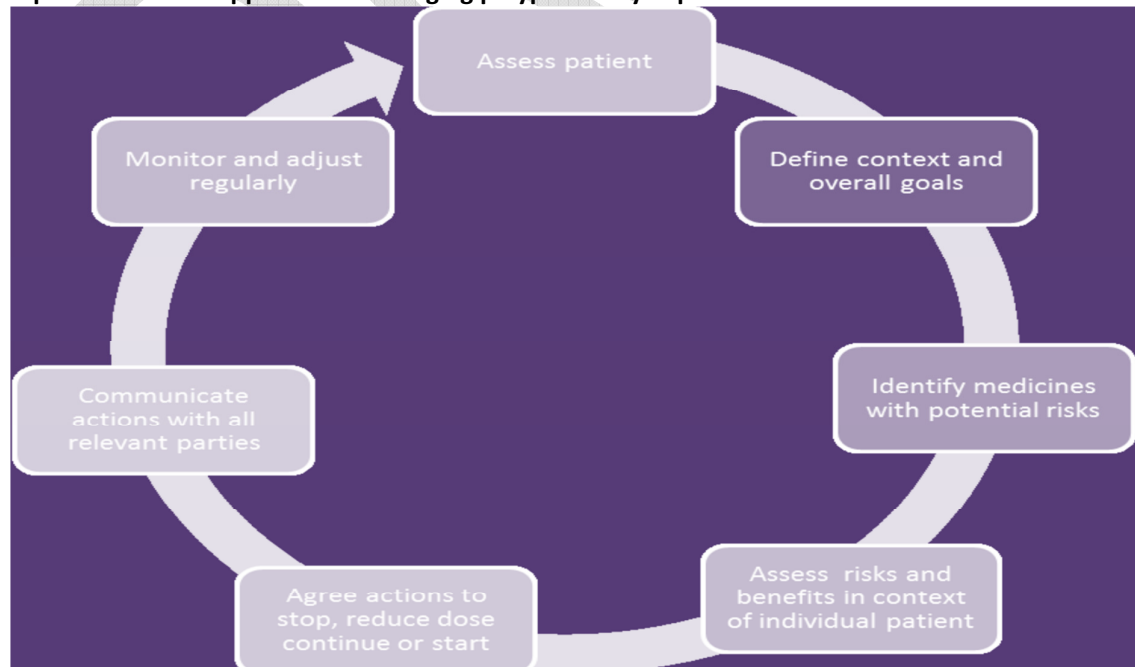 Assess patient
Define context and
overall goals
Identify medicines
with potential risks
Assess risks and
benefits in context
of individual patient
Agree actions to
stop, reduce dose
continue or start
Communicate
actions with all
relevant parties
Monitor and adjust
regularly